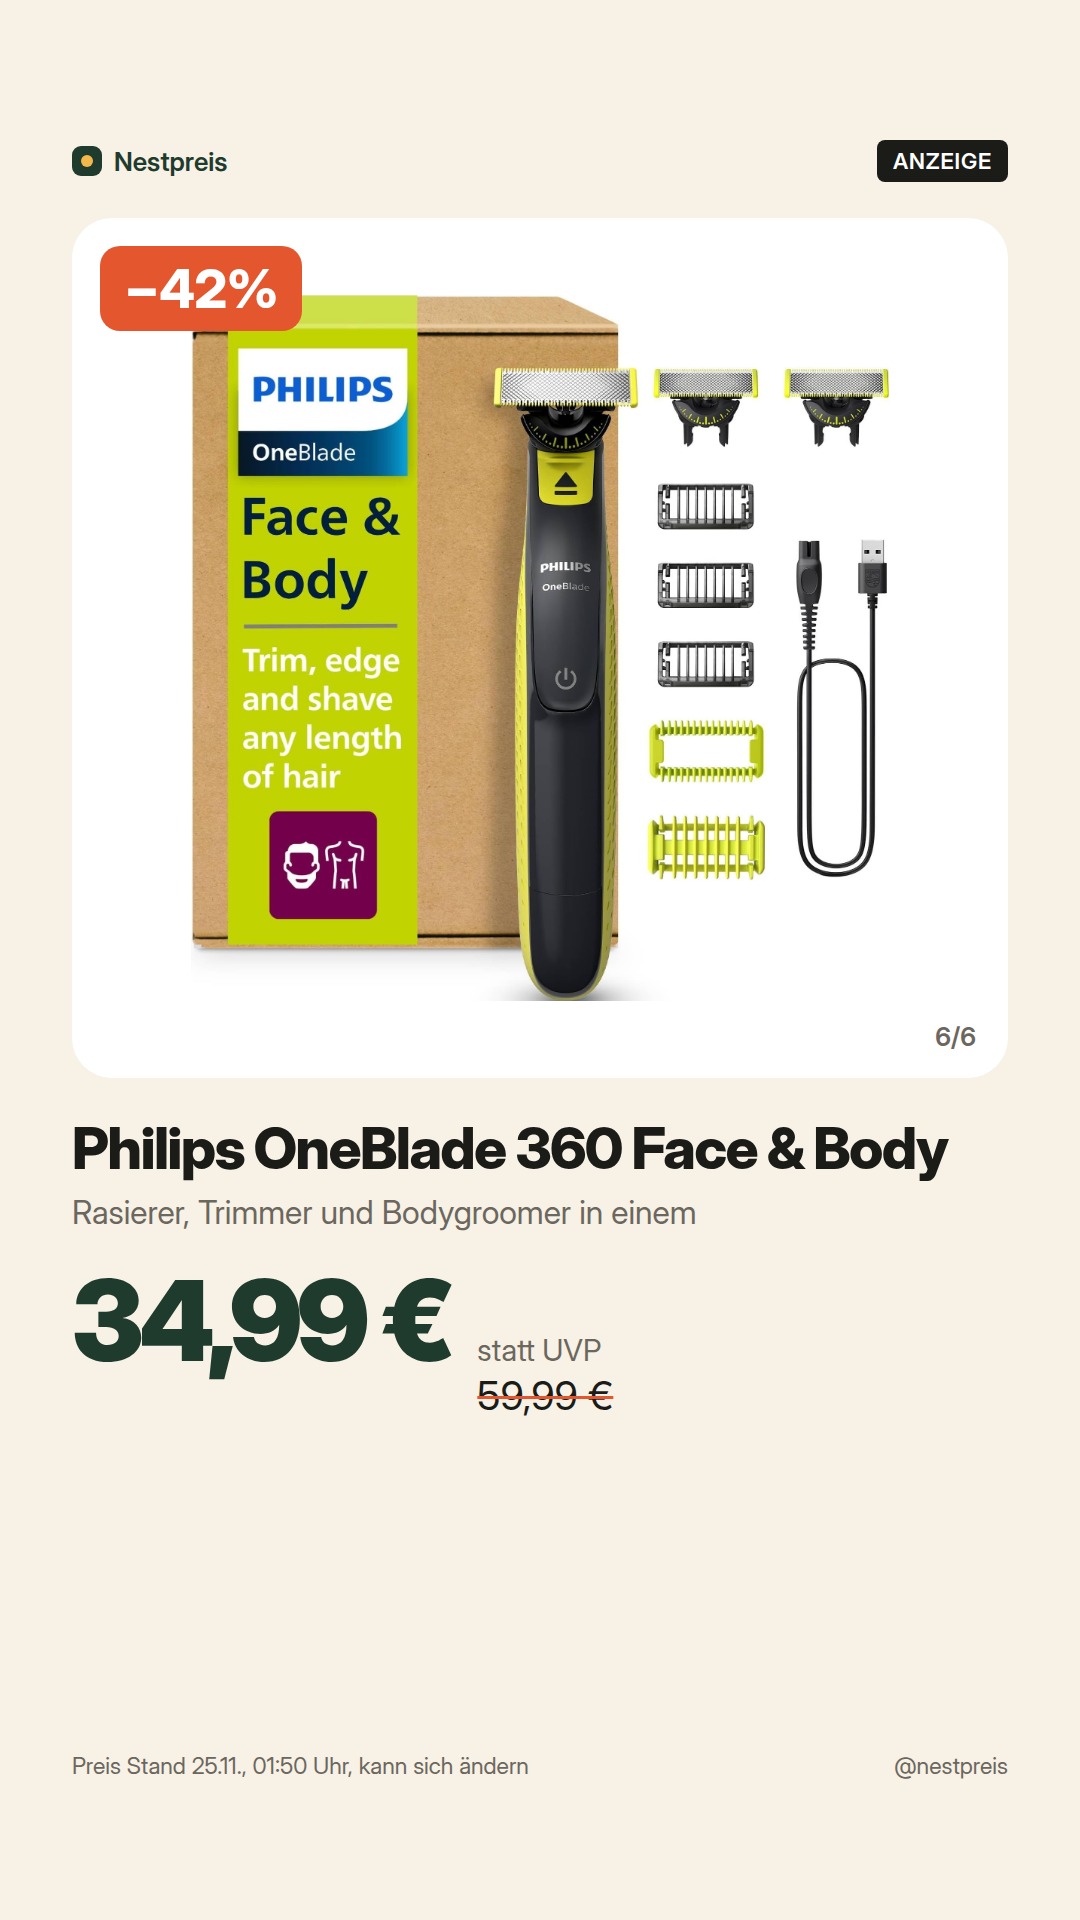 Nestpreis
ANZEIGE
–42%
PHILIPS
OneBlade
Face &
Body
Trim, edge
and shave
any length
of hair
PHILIPS
OneBlade
6/6
Philips OneBlade 360 Face & Body
Rasierer, Trimmer und Bodygroomer in einem
34,99 €
statt UVP
59,99 €
Preis Stand 25.11., 01:50 Uhr, kann sich ändern
@nestpreis